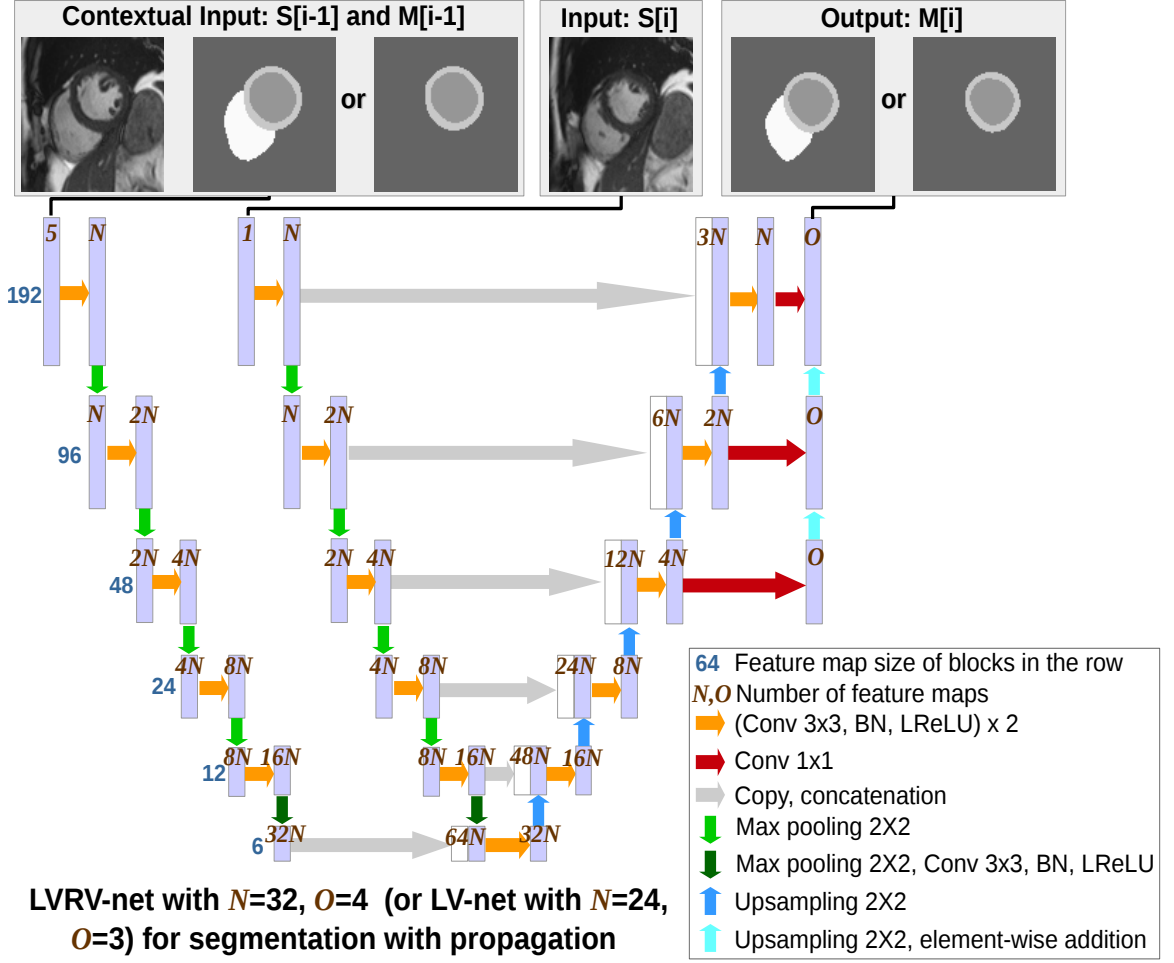 Contextual Input: S[i-1] and M[i-1]
Input: S[i]
Output: M[i]
or
or
5 N 1 N 3N N O
192
N 2N N 2N 6N 2N O
96
2N 4N 2N 4N 12N 4N O
48
4N 8N 4N 8N 24N 8N
24
8N 16N 8N 16N 48N 16N
12
32N 64N 32N
6
64 Feature map size of blocks in the row
N,O Number of feature maps
(Conv 3x3, BN, LReLU) x 2
Conv 1x1
Copy, concatenation
Max pooling 2X2
Max pooling 2X2, Conv 3x3, BN, LReLU
Upsampling 2X2
Upsampling 2X2, element-wise addition
LVRV-net with N=32, O=4 (or LV-net with N=24,
O=3) for segmentation with propagation